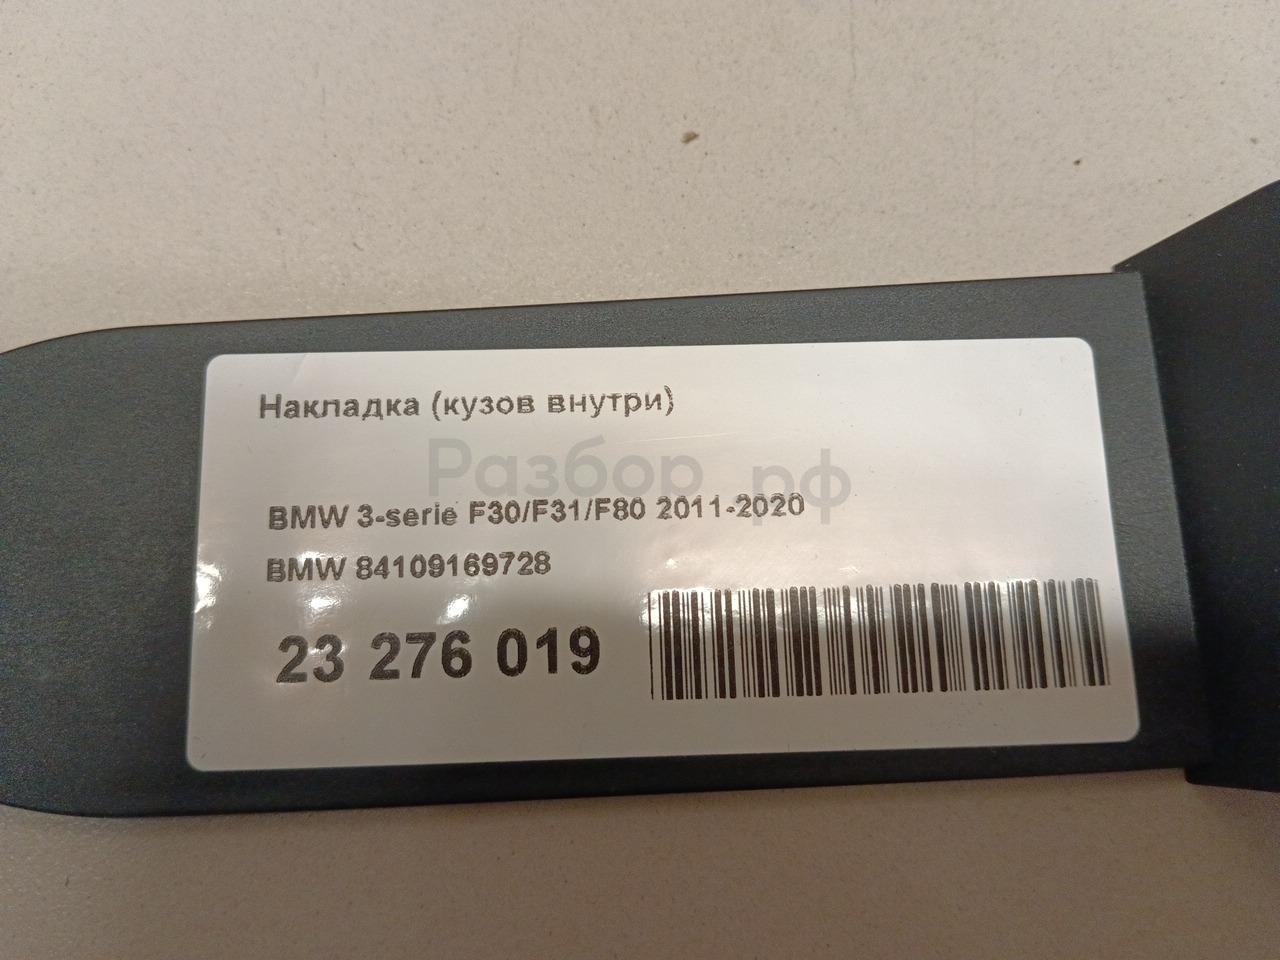 Накладка (кузов внутри)
Разбор.рф
BMW 3-serie F30/F31/F80 2011-2020
BMW 84109169728
23 276 019